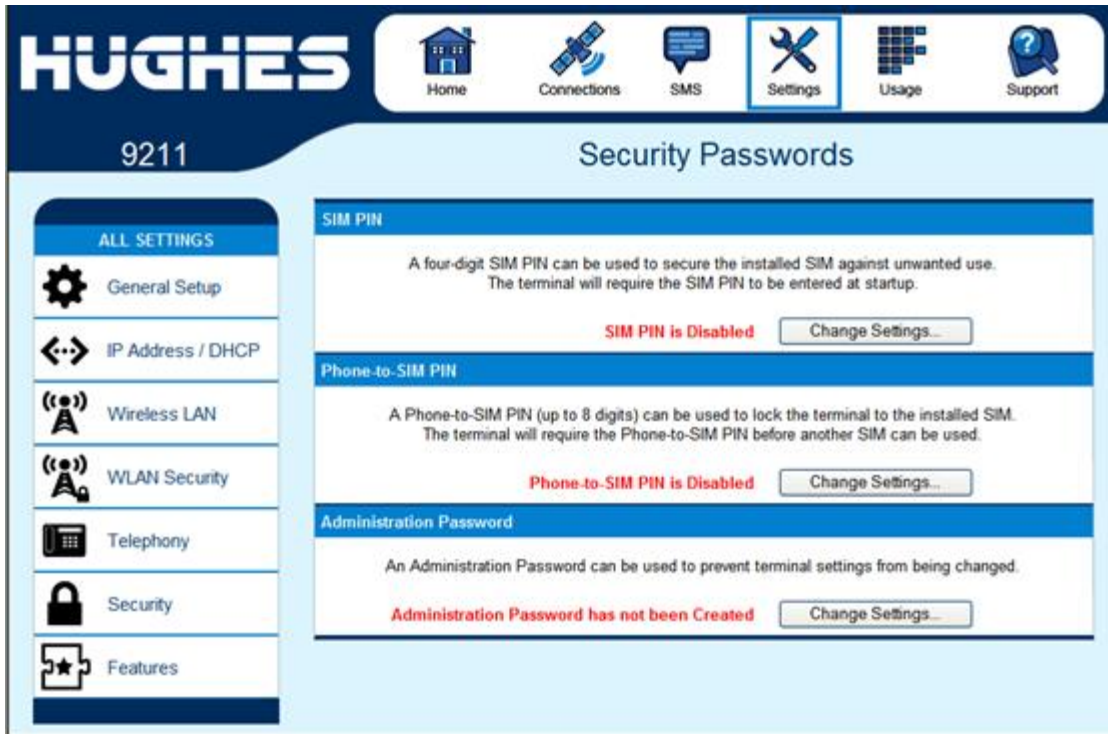 HUGHES
Home
Connections
SMS
Settings
Usage
Support
9211
Security Passwords
ALL SETTINGS
General Setup
IP Address / DHCP
Wireless LAN
WLAN Security
Telephony
Security
Features
SIM PIN
A four-digit SIM PIN can be used to secure the installed SIM against unwanted use.
The terminal will require the SIM PIN to be entered at startup.
SIM PIN is Disabled
Change Settings...
Phone-to-SIM PIN
A Phone-to-SIM PIN (up to 8 digits) can be used to lock the terminal to the installed SIM.
The terminal will require the Phone-to-SIM PIN before another SIM can be used.
Phone-to-SIM PIN is Disabled
Change Settings...
Administration Password
An Administration Password can be used to prevent terminal settings from being changed.
Administration Password has not been Created
Change Settings...